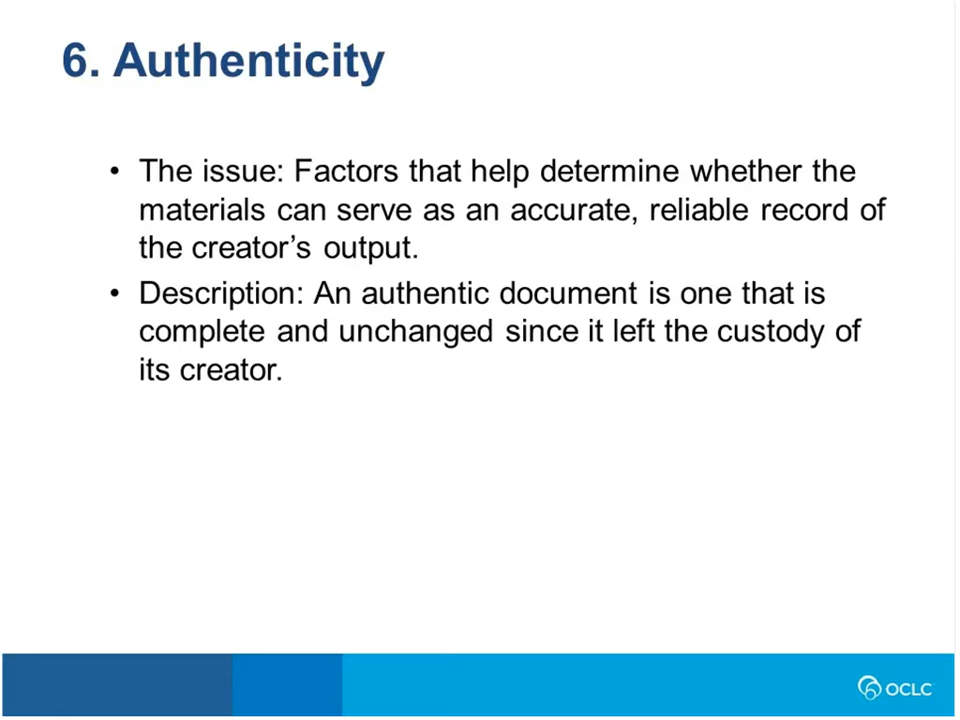 6. Authenticity
• The issue: Factors that help determine whether the
materials can serve as an accurate, reliable record of
the creator’s output.
• Description: An authentic document is one that is
complete and unchanged since it left the custody of
its creator.
OCLC